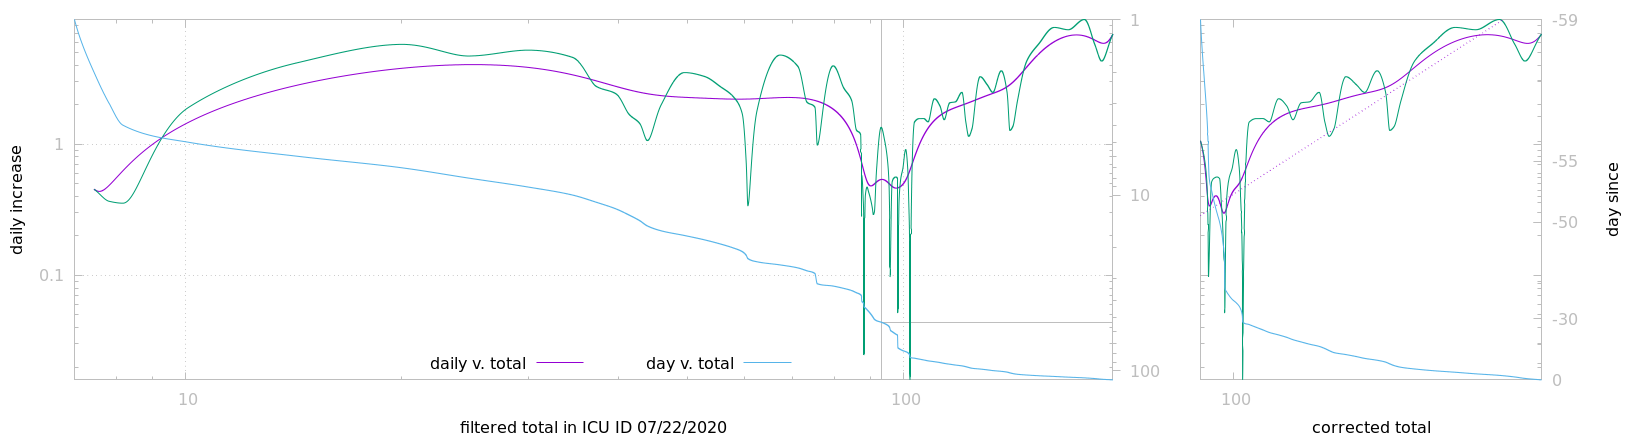 1
0.1
daily increase
daily v. total
day v. total
10
100
filtered total in ICU ID 07/22/2020
1
10
100
100
corrected total
-59
-55
-50
-30
0
day since